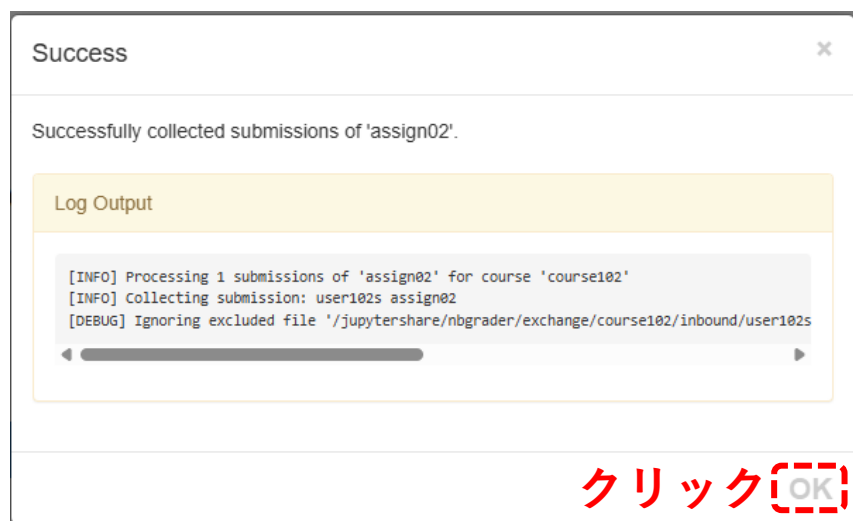 Success ×
Successfully collected submissions of 'assign02'.
Log Output
[INFO] Processing 1 submissions of 'assign02' for course 'course102'
[INFO] Collecting submission: user102s assign02
[DEBUG] Ignoring excluded file '/jupytershare/nbgrader/exchange/course102/inbound/user102s
クリック OK